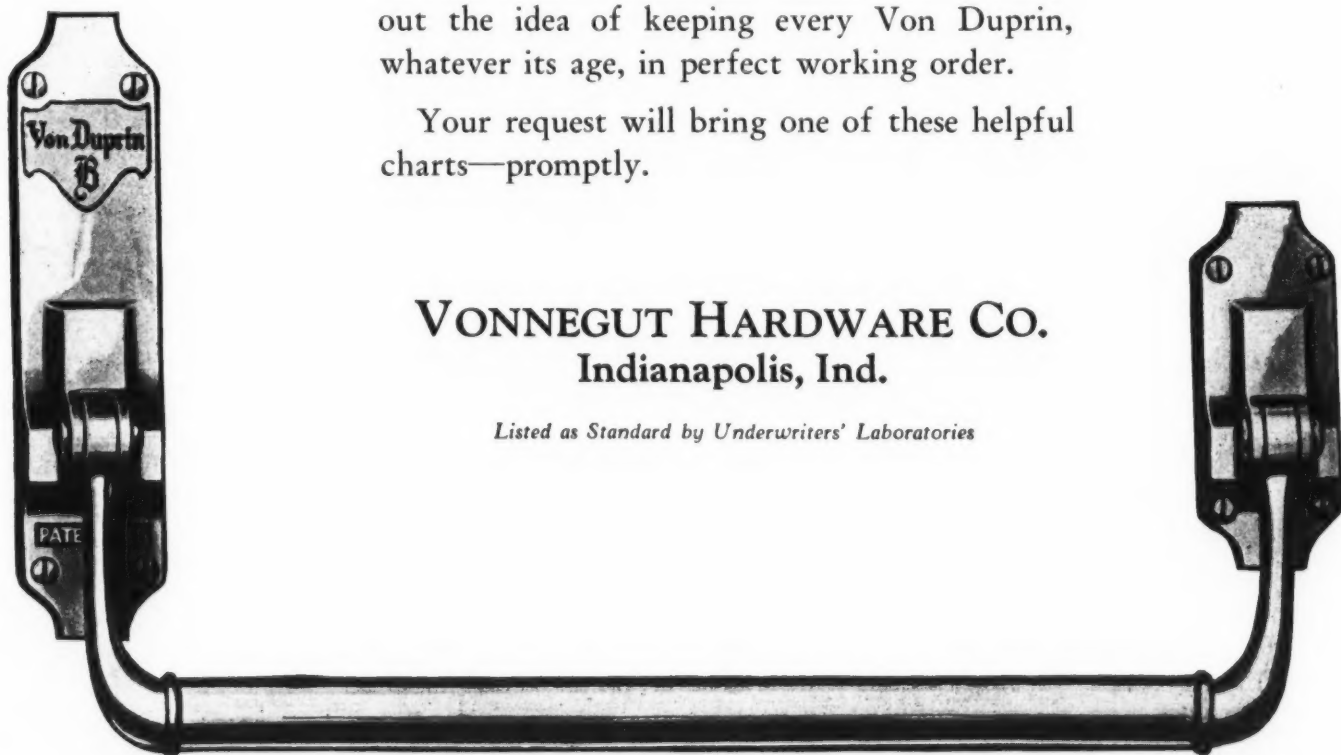 out the idea of keeping every Von Duprin,
whatever its age, in perfect working order.
Your request will bring one of these helpful
charts—promptly.
Von Duprin
B
VONNEGUT HARDWARE CO.
Indianapolis, Ind.
Listed as Standard by Underwriters' Laboratories
PATE